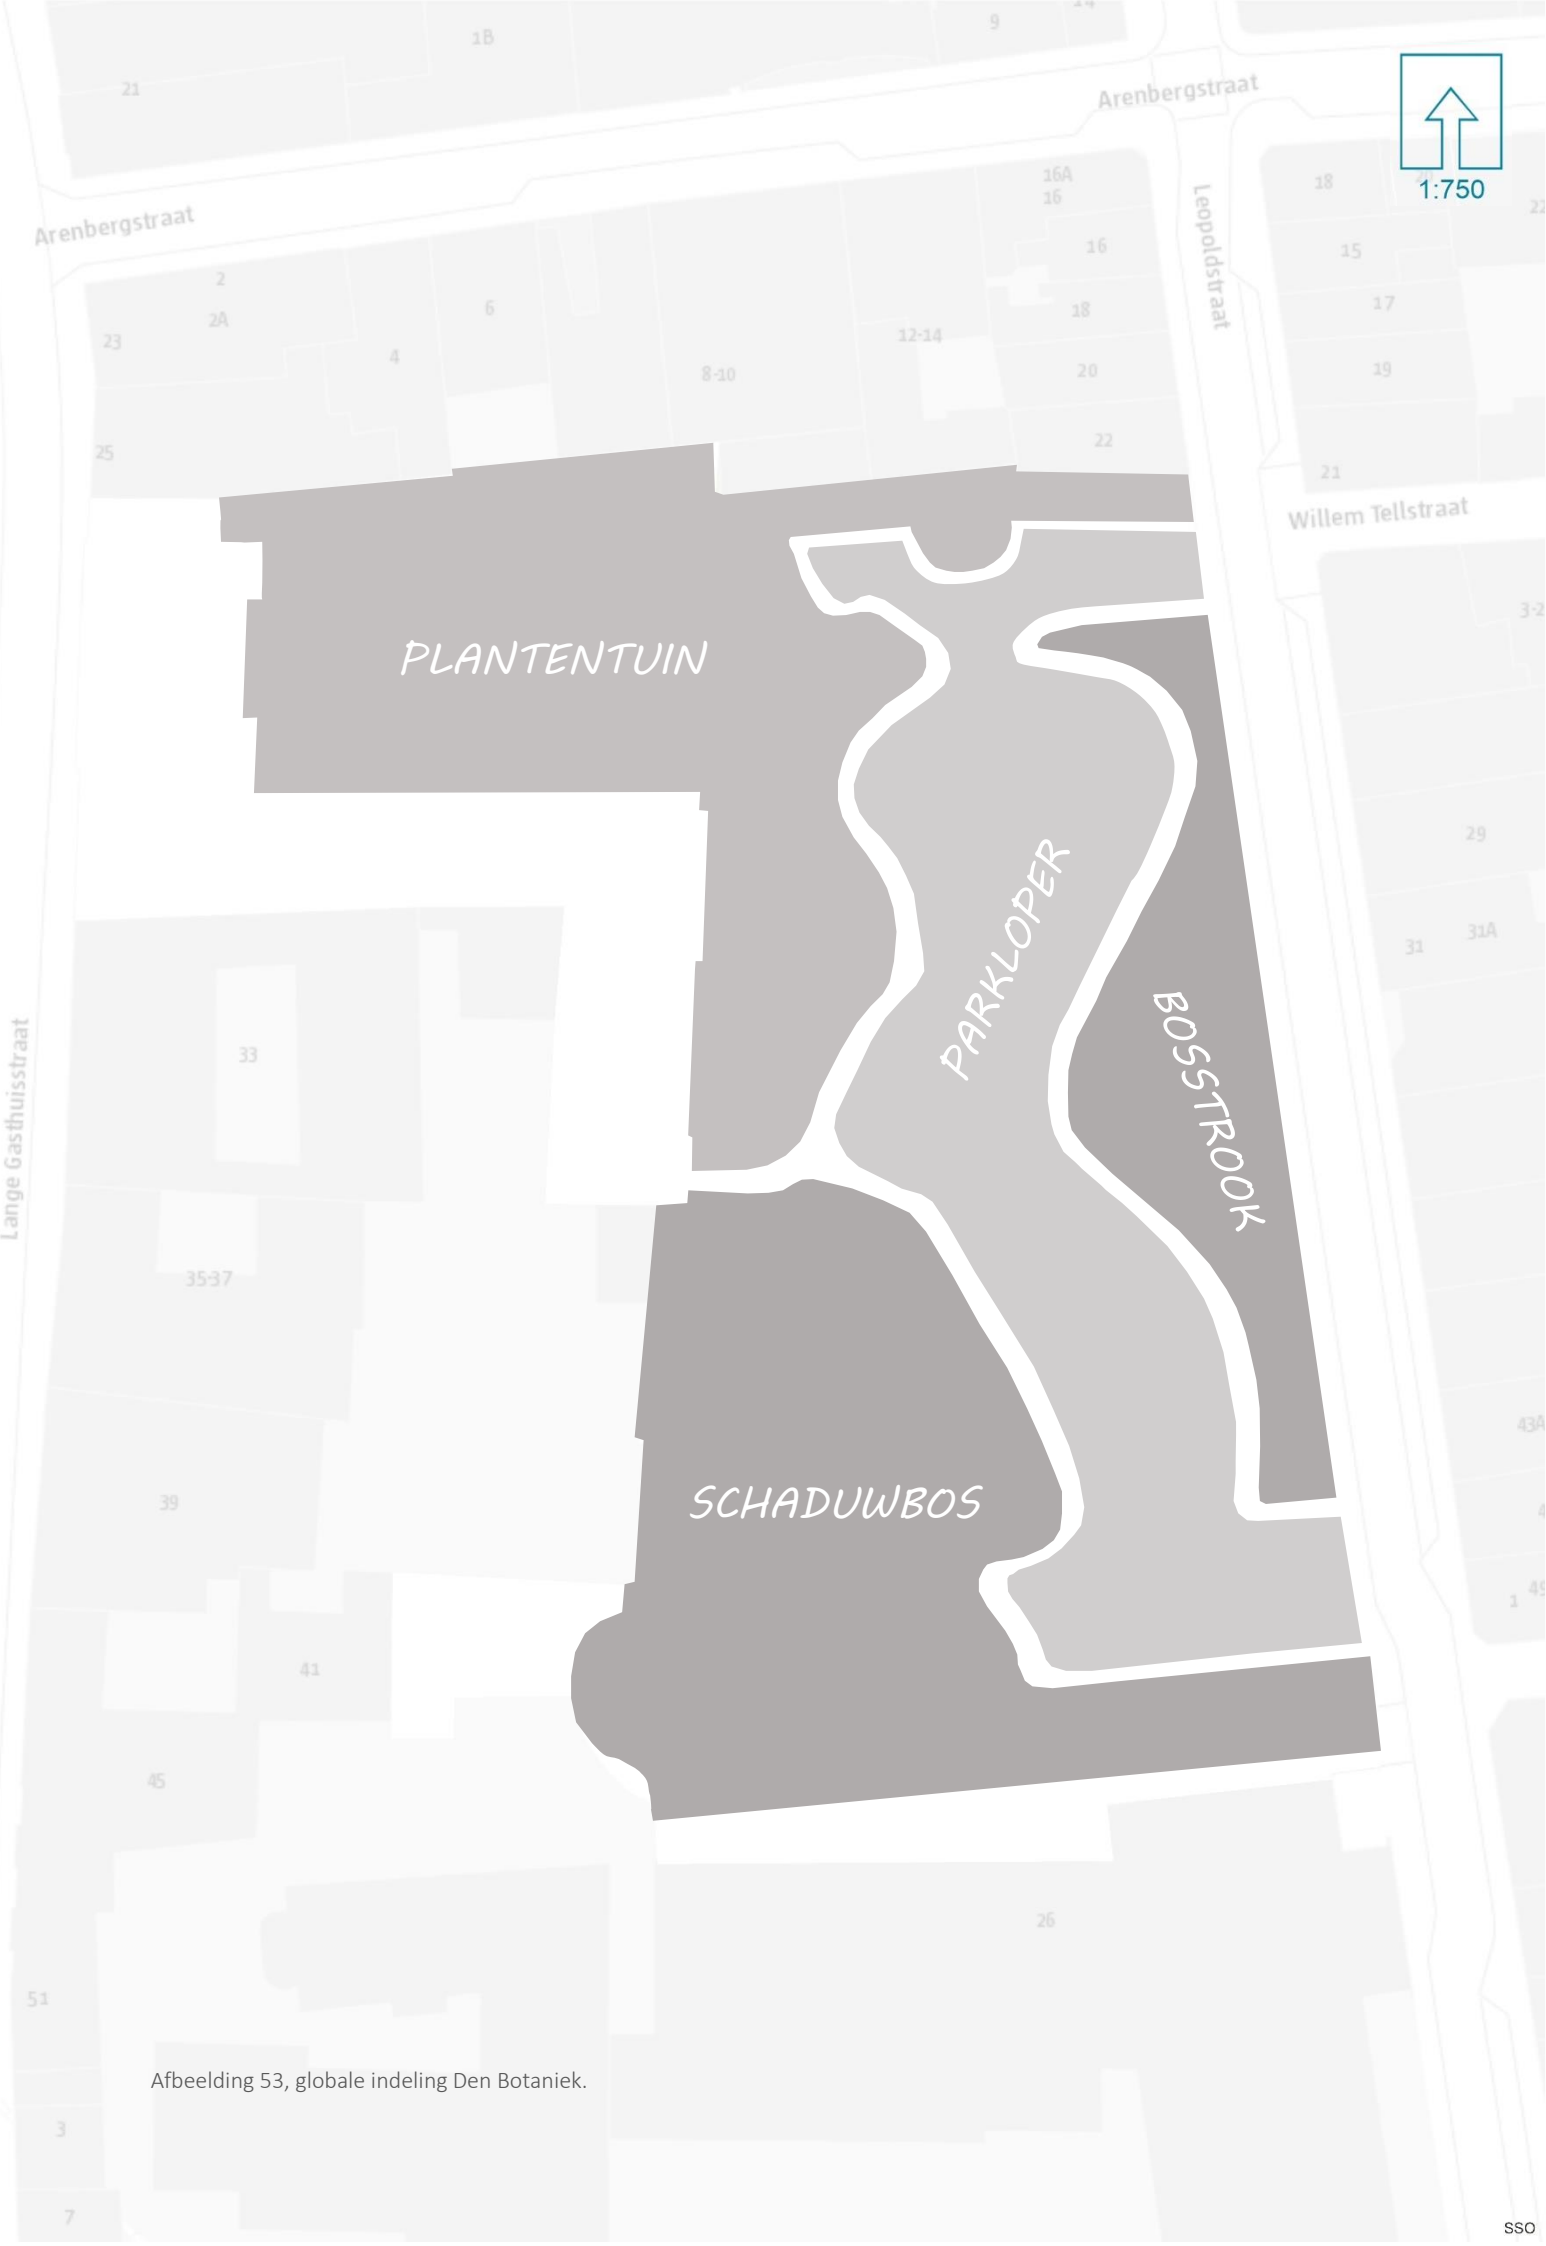 1B
9
21
Arenbergstraat
1:750
Arenbergstraat
Leopoldstraat
16A
16
18
22
2
2A
6
16
15
23
4
8-10
12-14
18
17
20
19
25
22
21
Willem Tellstraat
PLANTENTUIN
29
PARKLOPER
31
31A
BOSSTROOK
Lange Gasthuisstraat
33
35-37
43A
39
SCHADUWBOS
1
49
41
45
26
51
Afbeelding 53, globale indeling Den Botaniek.
3
7
SSO